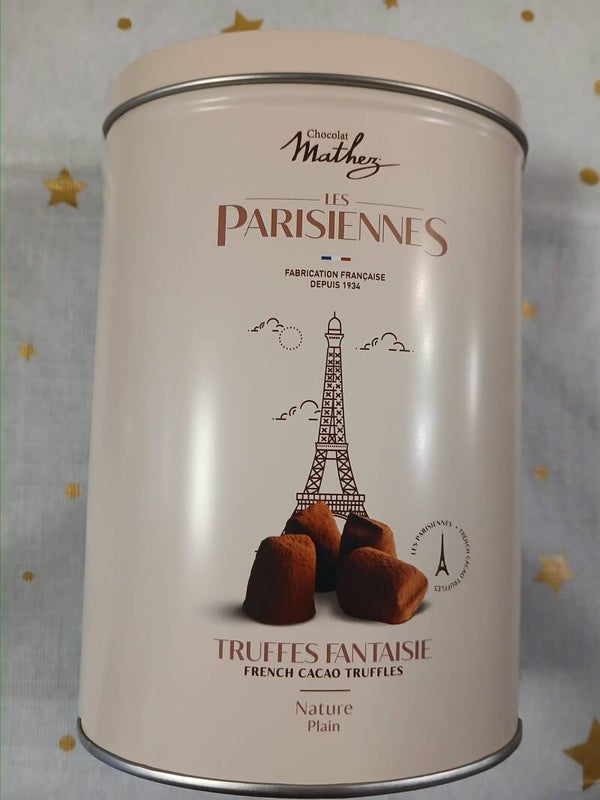 Chocolat
Mathez
LES
PARISIENNES
FABRICATION FRANÇAISE
DEPUIS 1934
LES PARISIENNES • FRENCH CACAO TRUFFLES
TRUFFES FANTAISIE
FRENCH CACAO TRUFFLES
Nature
Plain